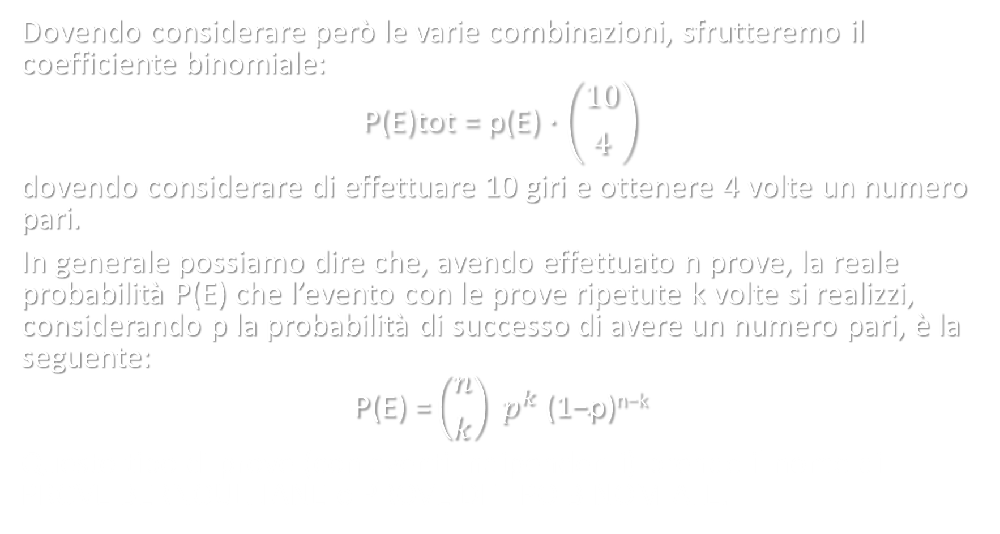 Dovendo considerare però le varie combinazioni, sfrutteremo il
coefficiente binomiale:
P(E)tot = p(E) · (10 4)
dovendo considerare di effettuare 10 giri e ottenere 4 volte un numero
pari.
In generale possiamo dire che, avendo effettuato n prove, la reale
probabilità P(E) che l’evento con le prove ripetute k volte si realizzi,
considerando p la probabilità di successo di avere un numero pari, è la
seguente:
P(E) = (n k) p^k (1–p)^n–k